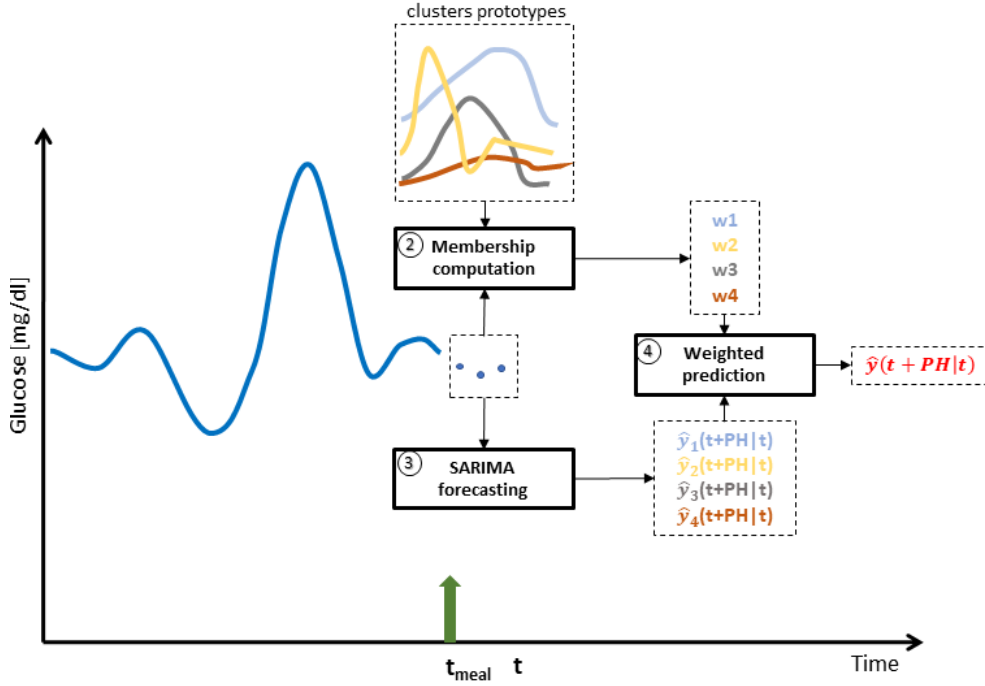 clusters prototypes
2
Membership
computation
w1
w2
w3
w4
4
Weighted
prediction
ŷ(t + PH|t)
Glucose [mg/dl]
3
SARIMA
forecasting
ŷ₁(t+PH|t)
ŷ₂(t+PH|t)
ŷ₃(t+PH|t)
ŷ₄(t+PH|t)
t_meal t
Time